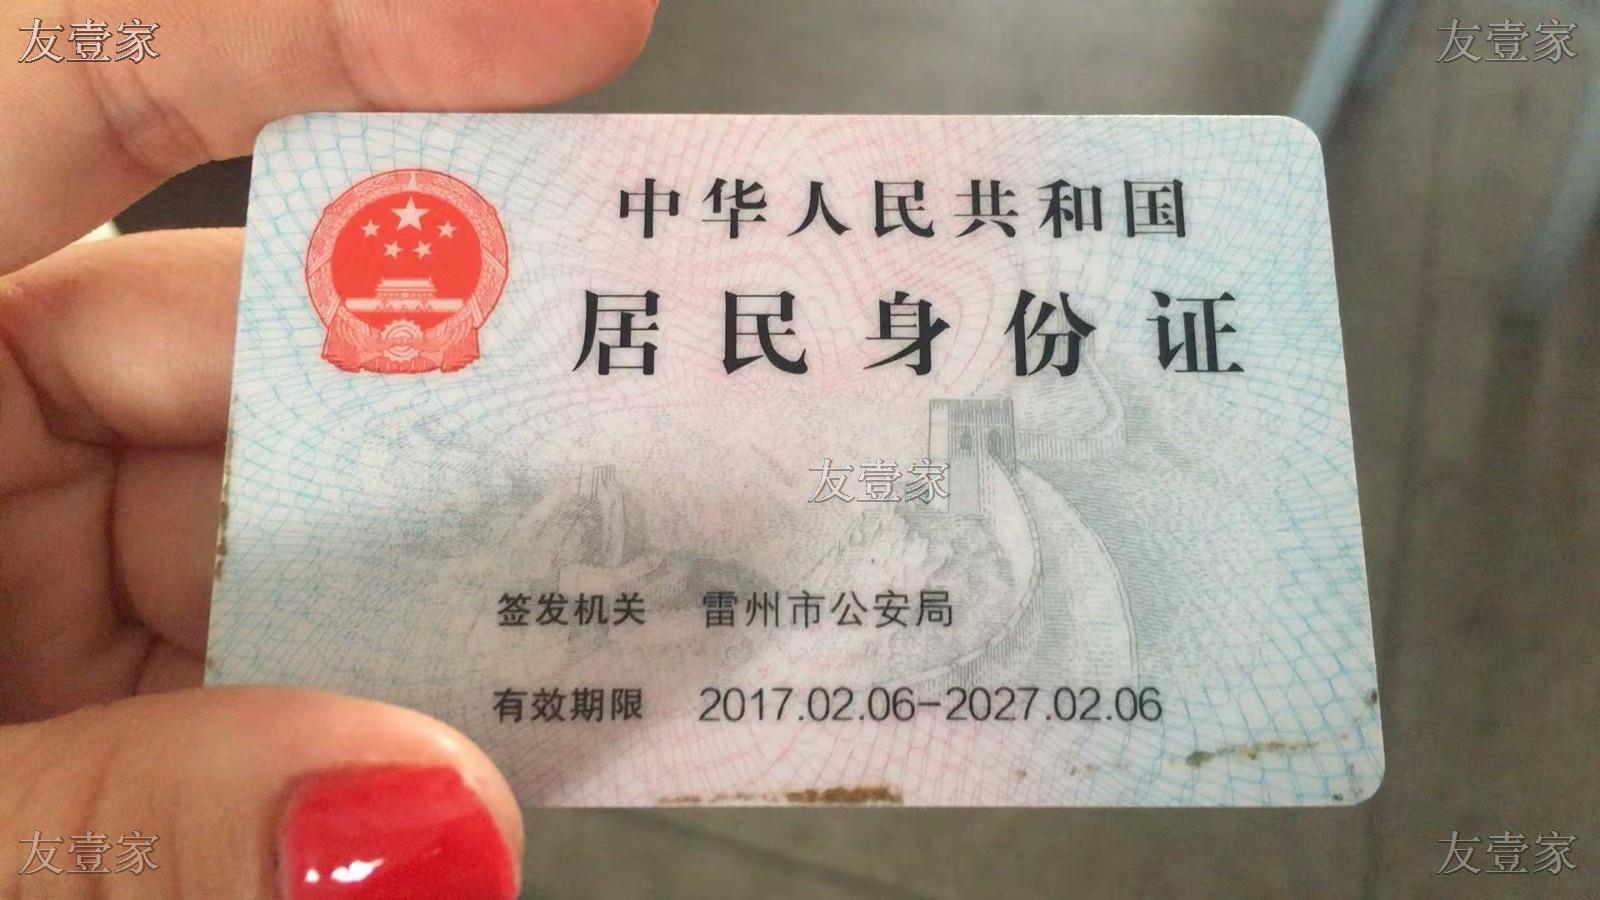 友壹家 友壹家
中华人民共和国
居民身份证
友壹家
签发机关 雷州市公安局
有效期限 2017.02.06-2027.02.06
友壹家 友壹家